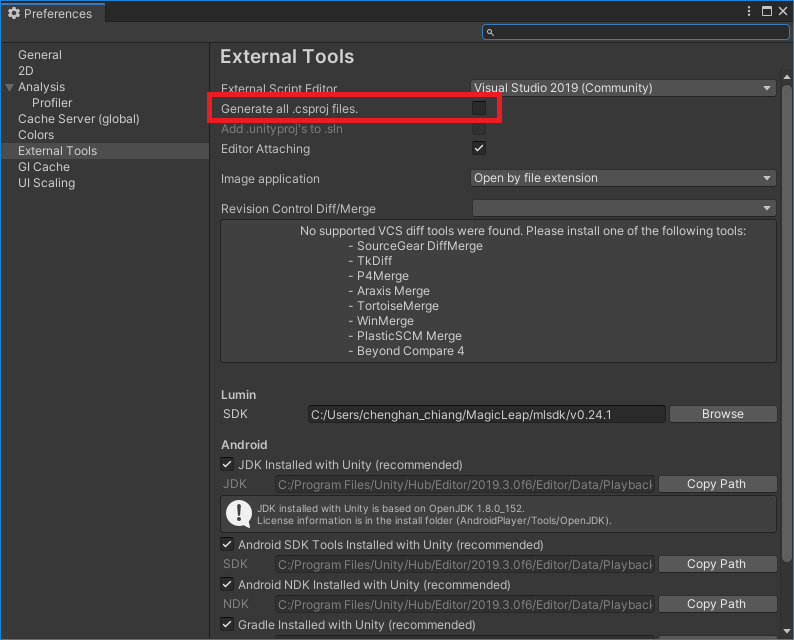 Preferences
General
2D
Analysis
Profiler
Cache Server (global)
Colors
External Tools
GI Cache
UI Scaling
External Tools
External Script Editor Visual Studio 2019 (Community)
Generate all .csproj files.
Add .unityproj's to .sln
Editor Attaching
Image application Open by file extension
Revision Control Diff/Merge
No supported VCS diff tools were found. Please install one of the following tools:
- SourceGear DiffMerge
- TkDiff
- P4Merge
- Araxis Merge
- TortoiseMerge
- WinMerge
- PlasticSCM Merge
- Beyond Compare 4
Lumin
SDK C:/Users/chenghan_chiang/MagicLeap/mlsdk/v0.24.1 Browse
Android
JDK Installed with Unity (recommended)
JDK C:/Program Files/Unity/Hub/Editor/2019.3.0f6/Editor/Data/Playback Copy Path
JDK installed with Unity is based on OpenJDK 1.8.0_152.
License information is in the install folder (AndroidPlayer/Tools/OpenJDK).
Android SDK Tools Installed with Unity (recommended)
SDK C:/Program Files/Unity/Hub/Editor/2019.3.0f6/Editor/Data/Playback Copy Path
Android NDK Installed with Unity (recommended)
NDK C:/Program Files/Unity/Hub/Editor/2019.3.0f6/Editor/Data/Playback Copy Path
Gradle Installed with Unity (recommended)